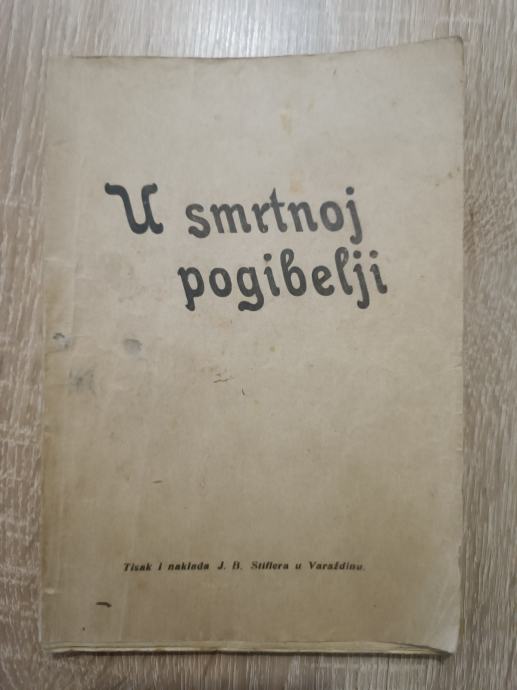 U smrtnoj
pogibelji
Tisak i naklada J. B. Stiflera u Varaždinu.